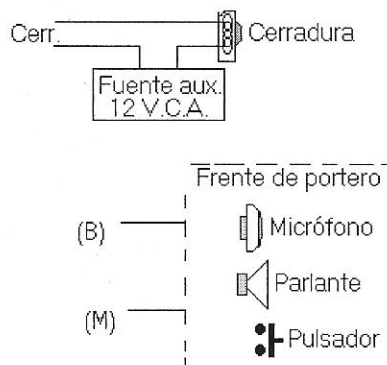 Cerr.
Cerradura
Fuente aux.
12 V.C.A.
Frente de portero
(B)
Micrófono
Parlante
(M)
Pulsador